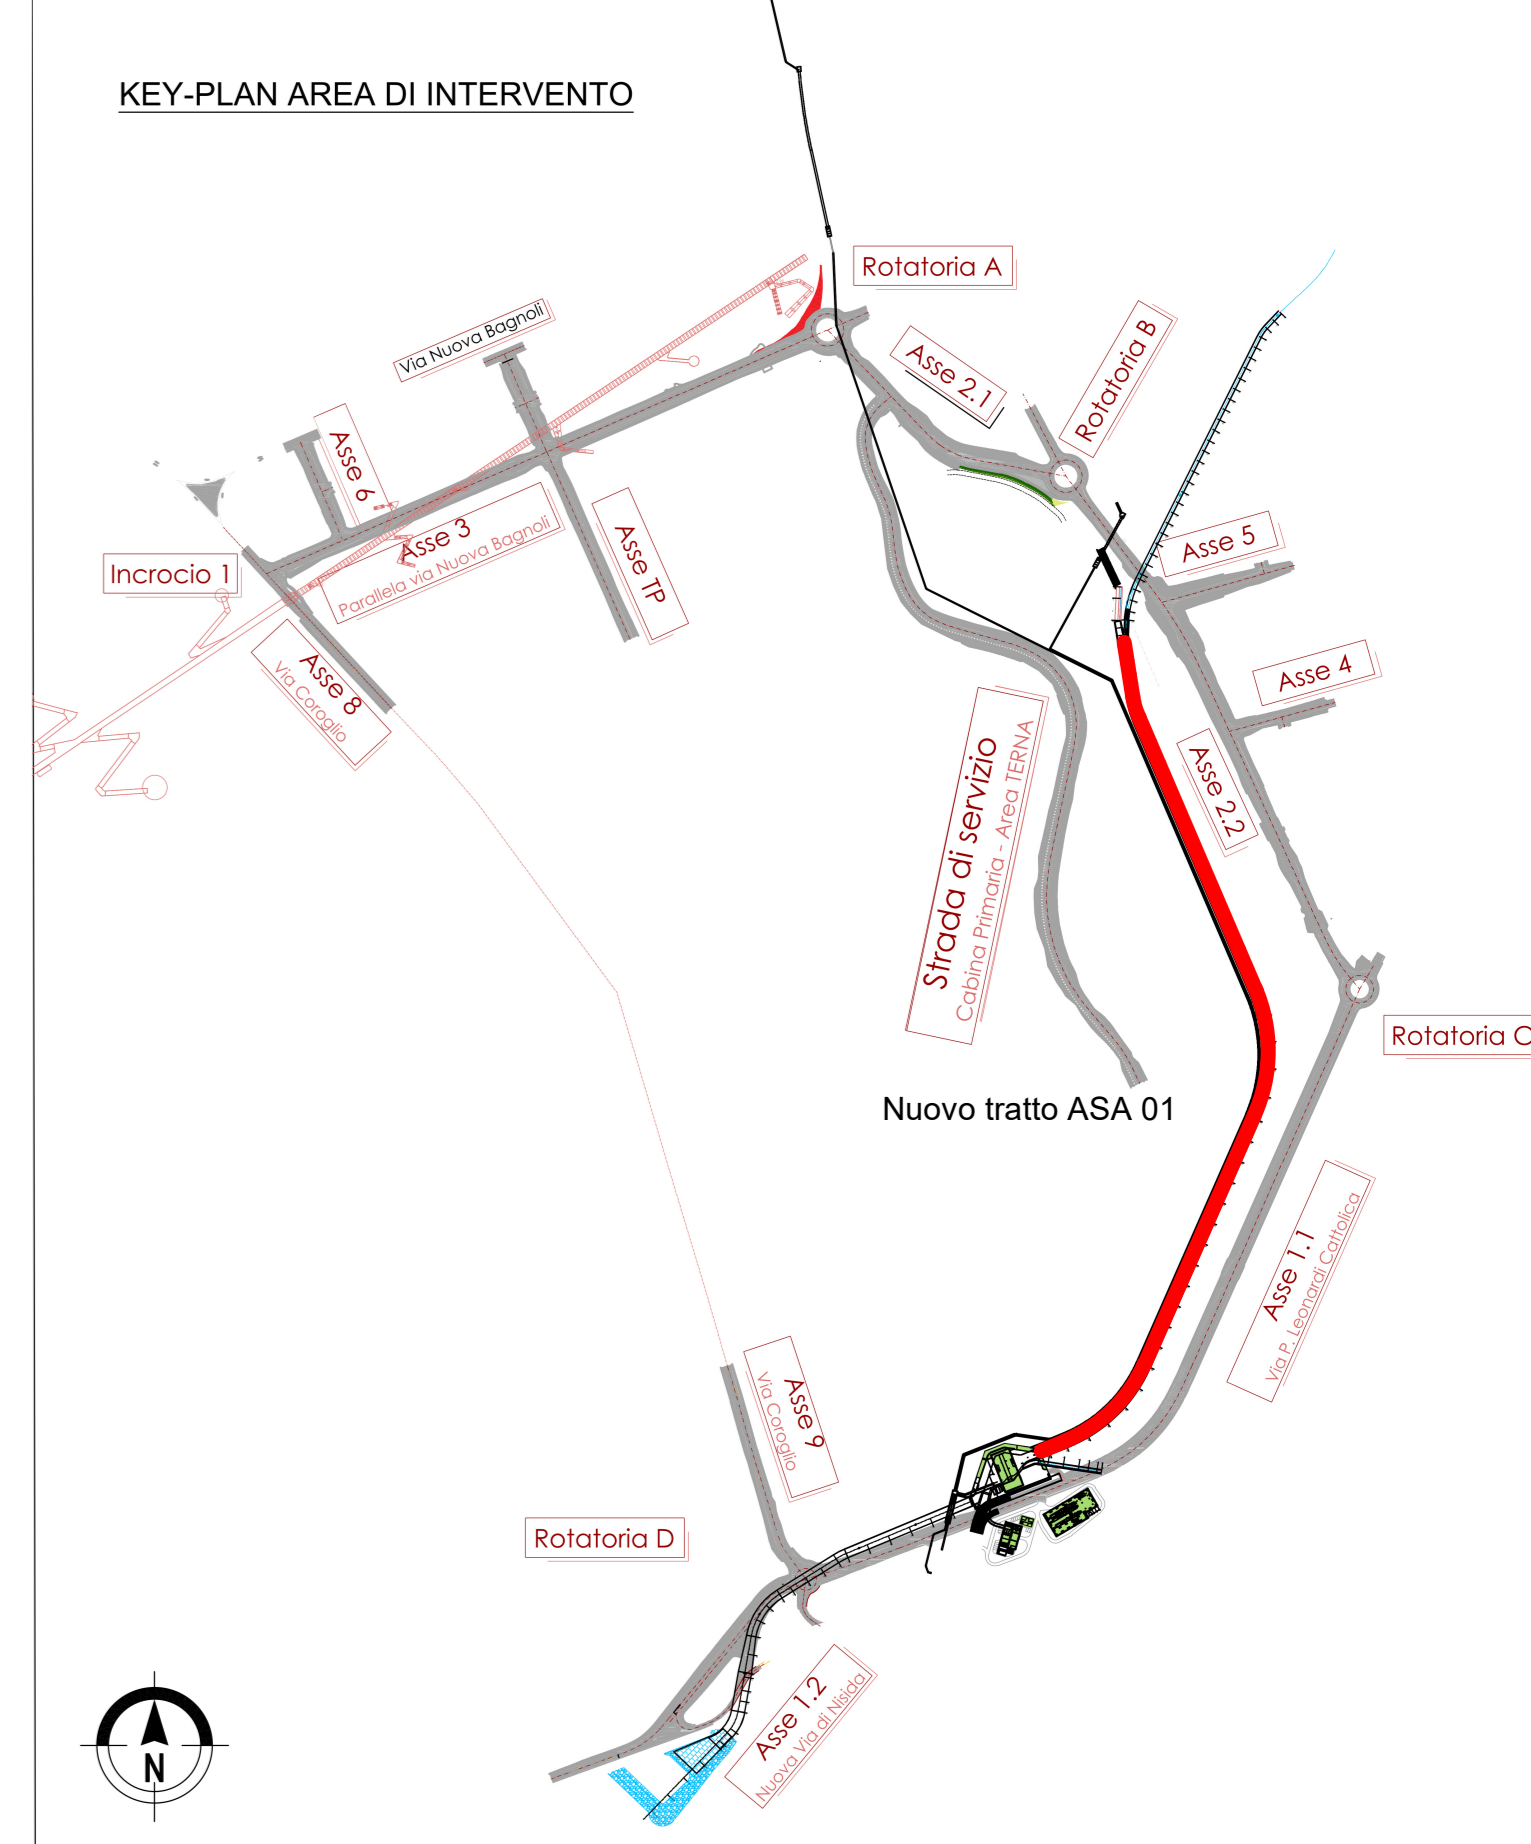 KEY-PLAN AREA DI INTERVENTO
Rotatoria A
Via Nuova Bagnoli
Asse 2.1
Rotatoria B
Asse 6
Asse 3
Parallela via Nuova Bagnoli
Asse TP
Asse 5
Incrocio 1
Asse 8
Via Coroglio
Asse 4
Asse 2.2
Strada di servizio
Cabina Primaria - Area TERNA
Rotatoria C
Nuovo tratto ASA 01
Asse 1.1
Via P. Leonardi Cattolica
Asse 9
Via Coroglio
Rotatoria D
Asse 1.2
Nuova Via di Nisida
N